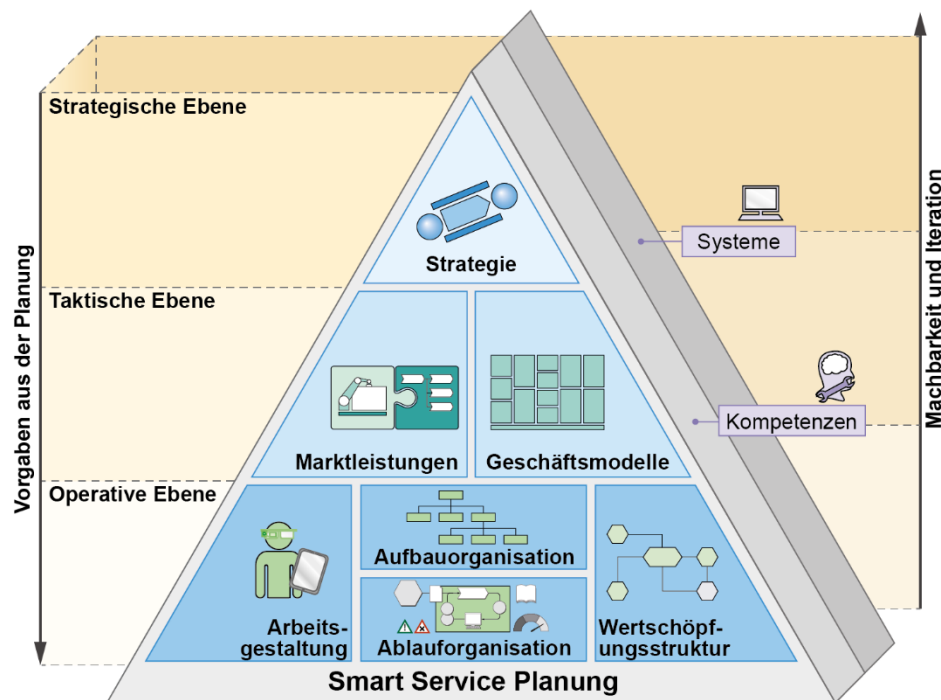 Strategische Ebene
Taktische Ebene
Operative Ebene
Vorgaben aus der Planung
Machbarkeit und Iteration
Strategie
Systeme
Kompetenzen
Marktleistungen
Geschäftsmodelle
Arbeits-
gestaltung
Aufbauorganisation
Ablauforganisation
Wertschöpf-
ungsstruktur
Smart Service Planung